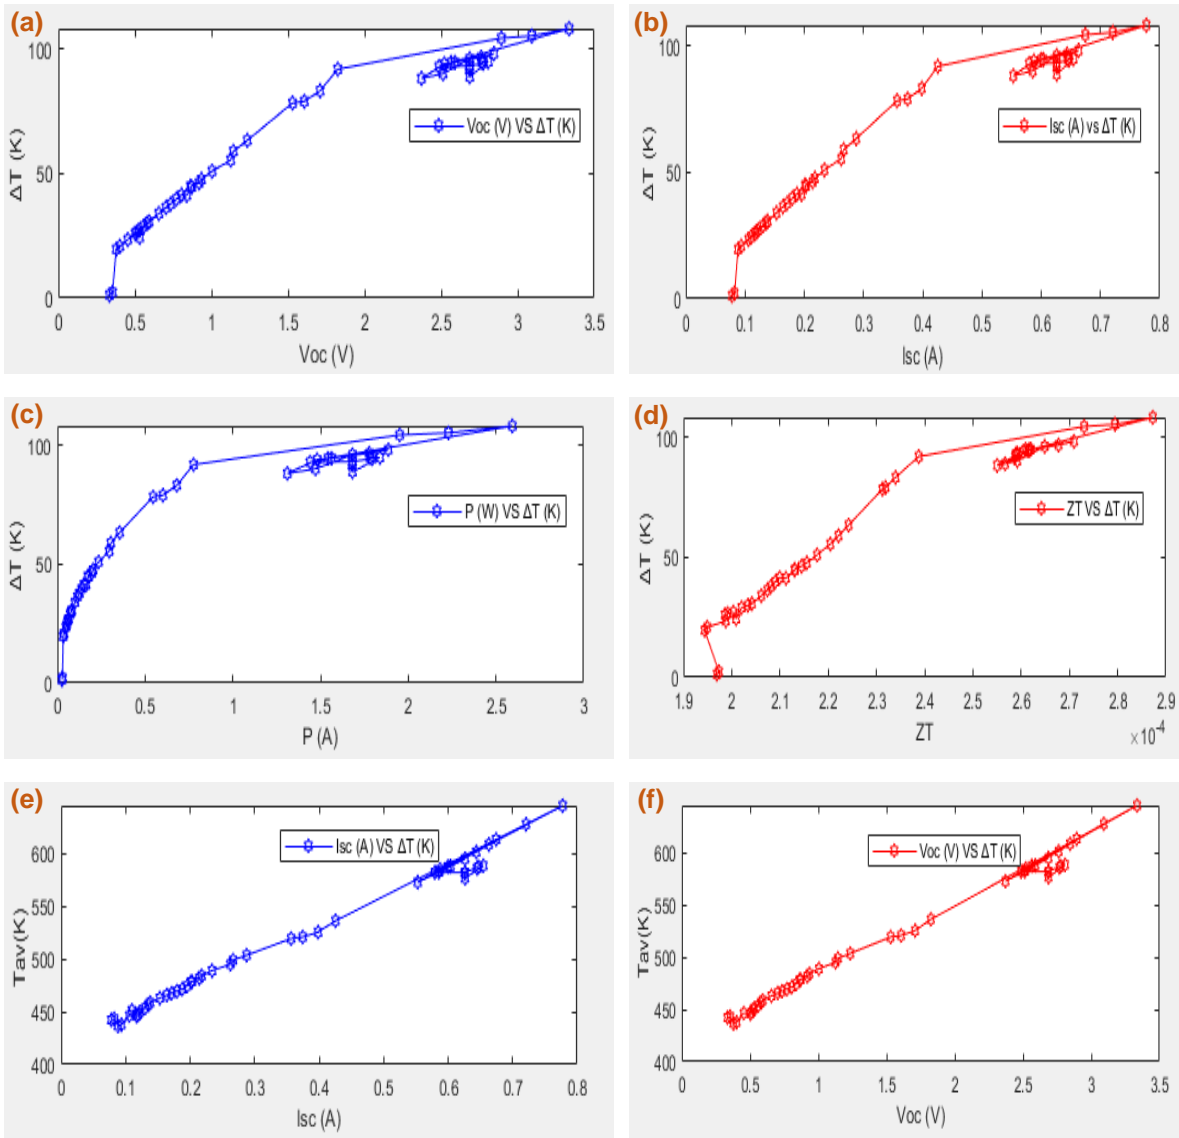 (a)
100
50
0
ΔT (K)
Voc (V) VS ΔT (K)
0 0.5 1 1.5 2 2.5 3 3.5
Voc (V)
(b)
100
50
0
ΔT (K)
Isc (A) vs ΔT (K)
0 0.1 0.2 0.3 0.4 0.5 0.6 0.7 0.8
Isc (A)
(c)
100
50
0
ΔT (K)
P (W) VS ΔT (K)
0 0.5 1 1.5 2 2.5 3
P (A)
(d)
100
50
0
ΔT (K)
ZT VS ΔT (K)
1.9 2 2.1 2.2 2.3 2.4 2.5 2.6 2.7 2.8 2.9
ZT
×10-4
(e)
600
550
500
450
400
Tav(K)
Isc (A) VS ΔT (K)
0 0.1 0.2 0.3 0.4 0.5 0.6 0.7 0.8
Isc (A)
(f)
600
550
500
450
400
Tav(K)
Voc (V) VS ΔT (K)
0 0.5 1 1.5 2 2.5 3 3.5
Voc (V)